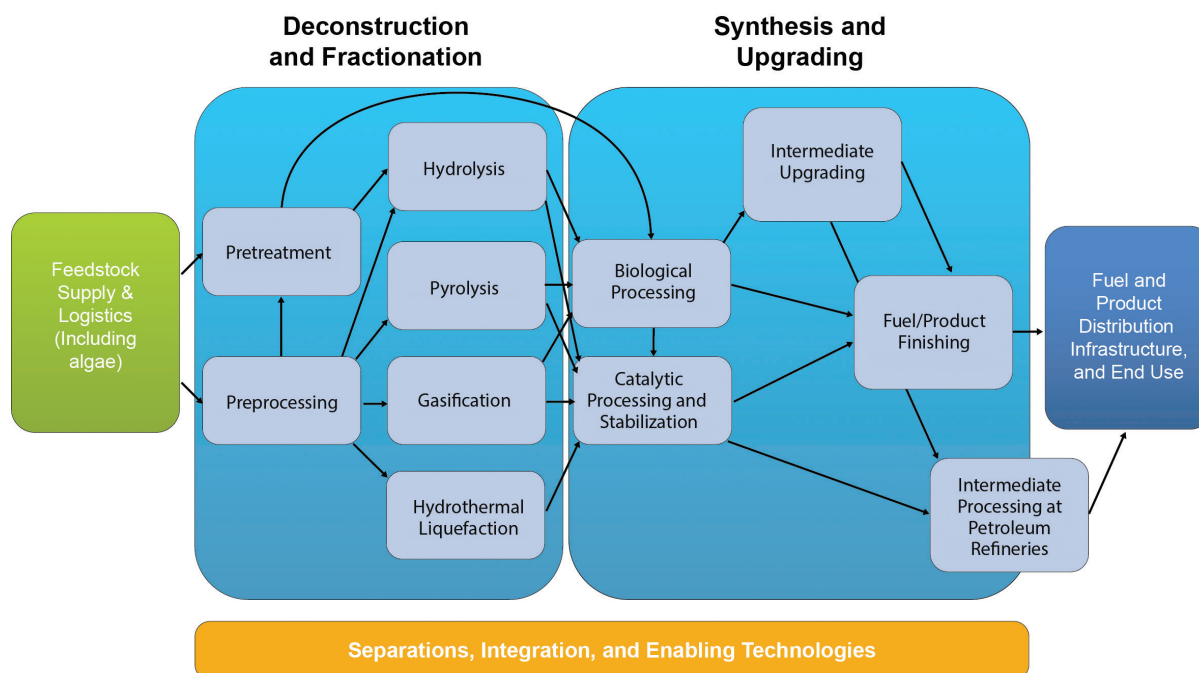 Deconstruction
and Fractionation
Synthesis and
Upgrading
Feedstock
Supply &
Logistics
(Including
algae)
Pretreatment
Preprocessing
Hydrolysis
Pyrolysis
Gasification
Hydrothermal
Liquefaction
Biological
Processing
Catalytic
Processing and
Stabilization
Intermediate
Upgrading
Fuel/Product
Finishing
Intermediate
Processing at
Petroleum
Refineries
Fuel and
Product
Distribution
Infrastructure,
and End Use
Separations, Integration, and Enabling Technologies